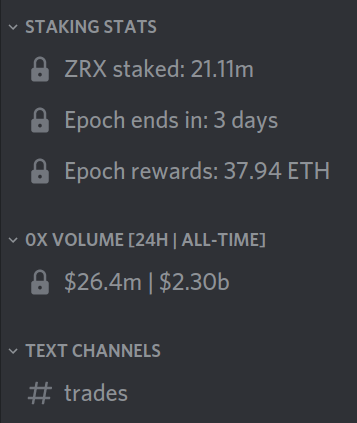 STAKING STATS
ZRX staked: 21.11m
Epoch ends in: 3 days
Epoch rewards: 37.94 ETH
0X VOLUME [24H | ALL-TIME]
$26.4m | $2.30b
TEXT CHANNELS
# trades